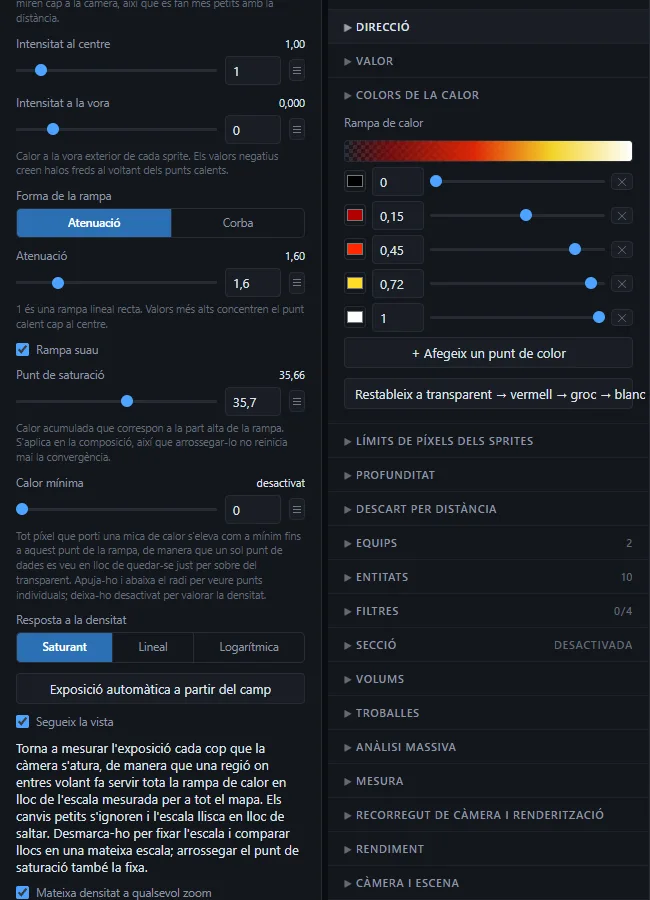 miren cap a la càmera, així que es fan més petits amb la
distància.
Intensitat al centre 1,00
1
Intensitat a la vora 0,000
0
Calor a la vora exterior de cada sprite. Els valors negatius
creen halos freds al voltant dels punts calents.
Forma de la rampa
Atenuació Corba
Atenuació 1,60
1,6
1 és una rampa lineal recta. Valors més alts concentren el punt
calent cap al centre.
Rampa suau
Punt de saturació 35,66
35,7
Calor acumulada que correspon a la part alta de la rampa.
S'aplica en la composició, així que arrossegar-lo no reinicia
mai la convergència.
Calor mínima desactivat
0
Tot píxel que porti una mica de calor s'eleva com a mínim fins
a aquest punt de la rampa, de manera que un sol punt de
dades es veu en lloc de quedar-se just per sobre del
transparent. Apuja-ho i abaixa el radi per veure punts
individuals; deixa-ho desactivat per valorar la densitat.
Resposta a la densitat
Saturant Lineal Logarítmica
Exposició automàtica a partir del camp
Segueix la vista
Torna a mesurar l'exposició cada cop que la
càmera s'atura, de manera que una regió on
entres volant fa servir tota la rampa de calor en
lloc de l'escala mesurada per a tot el mapa. Els
canvis petits s'ignoren i l'escala llisca en lloc de
saltar. Desmarca-ho per fixar l'escala i comparar
llocs en una mateixa escala; arrossegar el punt de
saturació també la fixa.
Mateixa densitat a qualsevol zoom
DIRECCIÓ
VALOR
COLORS DE LA CALOR
Rampa de calor
0
0,15
0,45
0,72
1
+ Afegeix un punt de color
Restableix a transparent → vermell → groc → blanc
LÍMITS DE PÍXELS DELS SPRITES
PROFUNDITAT
DESCART PER DISTÀNCIA
EQUIPS 2
ENTITATS 10
FILTRES 0/4
SECCIÓ DESACTIVADA
VOLUMS
TROBALLES
ANÀLISI MASSIVA
MESURA
RECORREGUT DE CÀMERA I RENDERITZACIÓ
RENDIMENT
CÀMERA I ESCENA